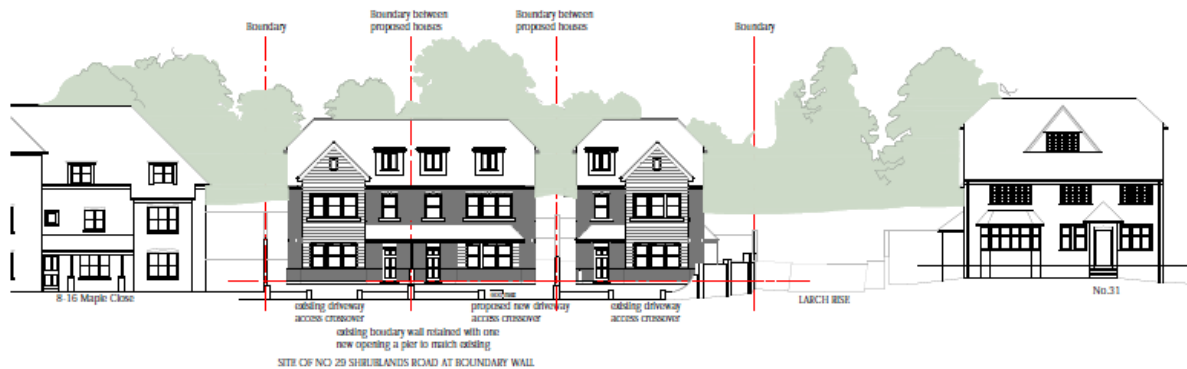 Boundary
Boundary between
proposed houses
Boundary between
proposed houses
Boundary
8-16 Maple Close
existing driveway
access crossover
proposed new driveway
access crossover
existing driveway
access crossover
LARCH RISE
No.31
existing boudary wall retained with one
new opening a pier to match existing
SITE OF NO 29 SHRUBLANDS ROAD AT BOUNDARY WALL